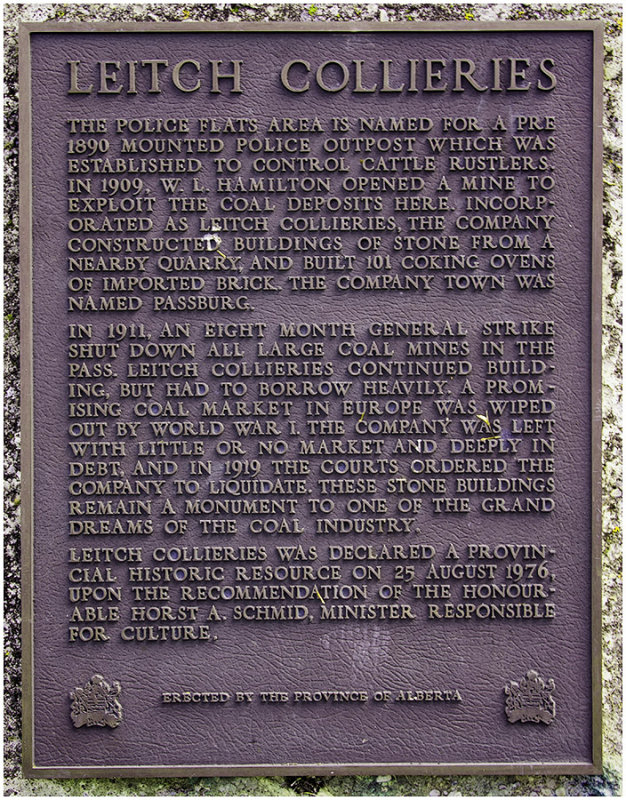 LEITCH COLLIERIES
THE POLICE FLATS AREA IS NAMED FOR A PRE
1890 MOUNTED POLICE OUTPOST WHICH WAS
ESTABLISHED TO CONTROL CATTLE RUSTLERS.
IN 1909, W. L. HAMILTON OPENED A MINE TO
EXPLOIT THE COAL DEPOSITS HERE. INCORP-
ORATED AS LEITCH COLLIERIES, THE COMPANY
CONSTRUCTED BUILDINGS OF STONE FROM A
NEARBY QUARRY, AND BUILT 101 COKING OVENS
OF IMPORTED BRICK. THE COMPANY TOWN WAS
NAMED PASSBURG.
IN 1911, AN EIGHT MONTH GENERAL STRIKE
SHUT DOWN ALL LARGE COAL MINES IN THE
PASS. LEITCH COLLIERIES CONTINUED BUILD-
ING, BUT HAD TO BORROW HEAVILY. A PROM-
ISING COAL MARKET IN EUROPE WAS WIPED
OUT BY WORLD WAR I. THE COMPANY WAS LEFT
WITH LITTLE OR NO MARKET AND DEEPLY IN
DEBT, AND IN 1919 THE COURTS ORDERED THE
COMPANY TO LIQUIDATE. THESE STONE BUILDINGS
REMAIN A MONUMENT TO ONE OF THE GRAND
DREAMS OF THE COAL INDUSTRY.
LEITCH COLLIERIES WAS DECLARED A PROVIN-
CIAL HISTORIC RESOURCE ON 25 AUGUST 1976,
UPON THE RECOMMENDATION OF THE HONOUR-
ABLE HORST A. SCHMID, MINISTER RESPONSIBLE
FOR CULTURE.
ERECTED BY THE PROVINCE OF ALBERTA